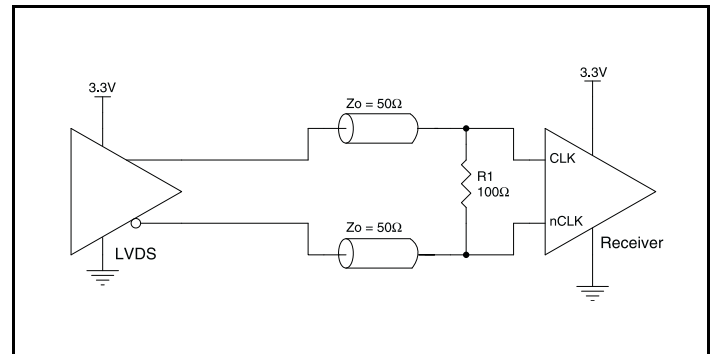 3.3V
LVDS
Zo = 50Ω
Zo = 50Ω
R1
100Ω
3.3V
CLK
nCLK
Receiver